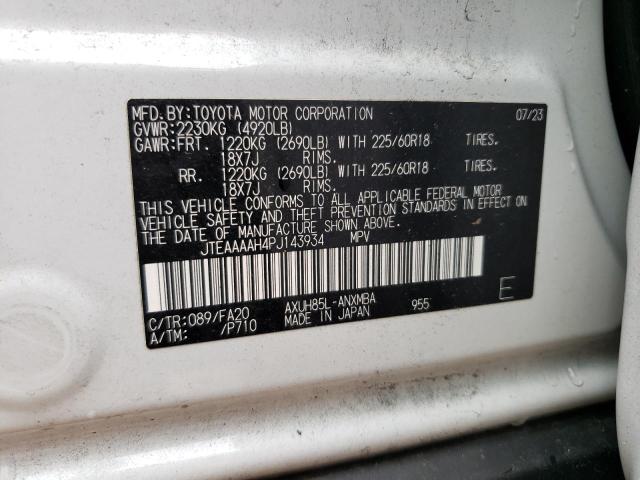 MFD.BY:TOYOTA MOTOR CORPORATION 07/23
GVWR:2230KG (4920LB)
GAWR:FRT. 1220KG (2690LB) WITH 225/60R18 TIRES.
18X7J RIMS.
RR. 1220KG (2690LB) WITH 225/60R18 TIRES.
18X7J RIMS.
THIS VEHICLE CONFORMS TO ALL APPLICABLE FEDERAL MOTOR
VEHICLE SAFETY AND THEFT PREVENTION STANDARDS IN EFFECT ON
THE DATE OF MANUFACTURE SHOWN ABOVE.
JTEAAAAH4PJ143934 MPV
C/TR:089/FA20 AXUH85L-ANXMBA 955 E
A/TM: /P710 MADE IN JAPAN